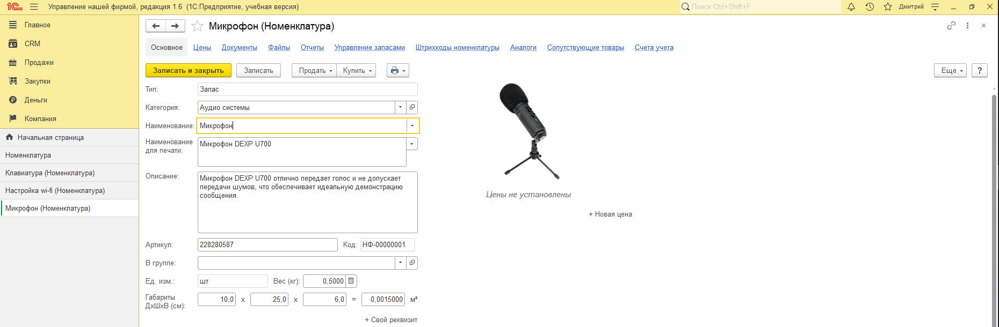 1С Управление нашей фирмой, редакция 1.6 (1С:Предприятие, учебная версия) Поиск Ctrl+Shift+F Дмитрий
Главное
CRM
Продажи
Закупки
Деньги
Компания
Начальная страница
Номенклатура
Клавиатура (Номенклатура)
Настройка wi-fi (Номенклатура)
Микрофон (Номенклатура)
Микрофон (Номенклатура)
Основное Цены Документы Файлы Отчеты Управление запасами Штрихкоды номенклатуры Аналоги Сопутствующие товары Счета учета
Записать и закрыть Записать Продать Купить Еще ?
Тип: Запас
Категория: Аудио системы
Наименование: Микрофон
Наименование
для печати: Микрофон DEXP U700
Описание: Микрофон DEXP U700 отлично передает голос и не допускает
передачи шумов, что обеспечивает идеальную демонстрацию
сообщения.
Артикул: 228280587 Код: НФ-00000001
В группе:
Ед. изм.: шт Вес (кг): 0,5000
Габариты
ДхШхВ (см): 10,0 x 25,0 x 6,0 = 0,0015000 м³
+ Свой реквизит
Цены не установлены
+ Новая цена